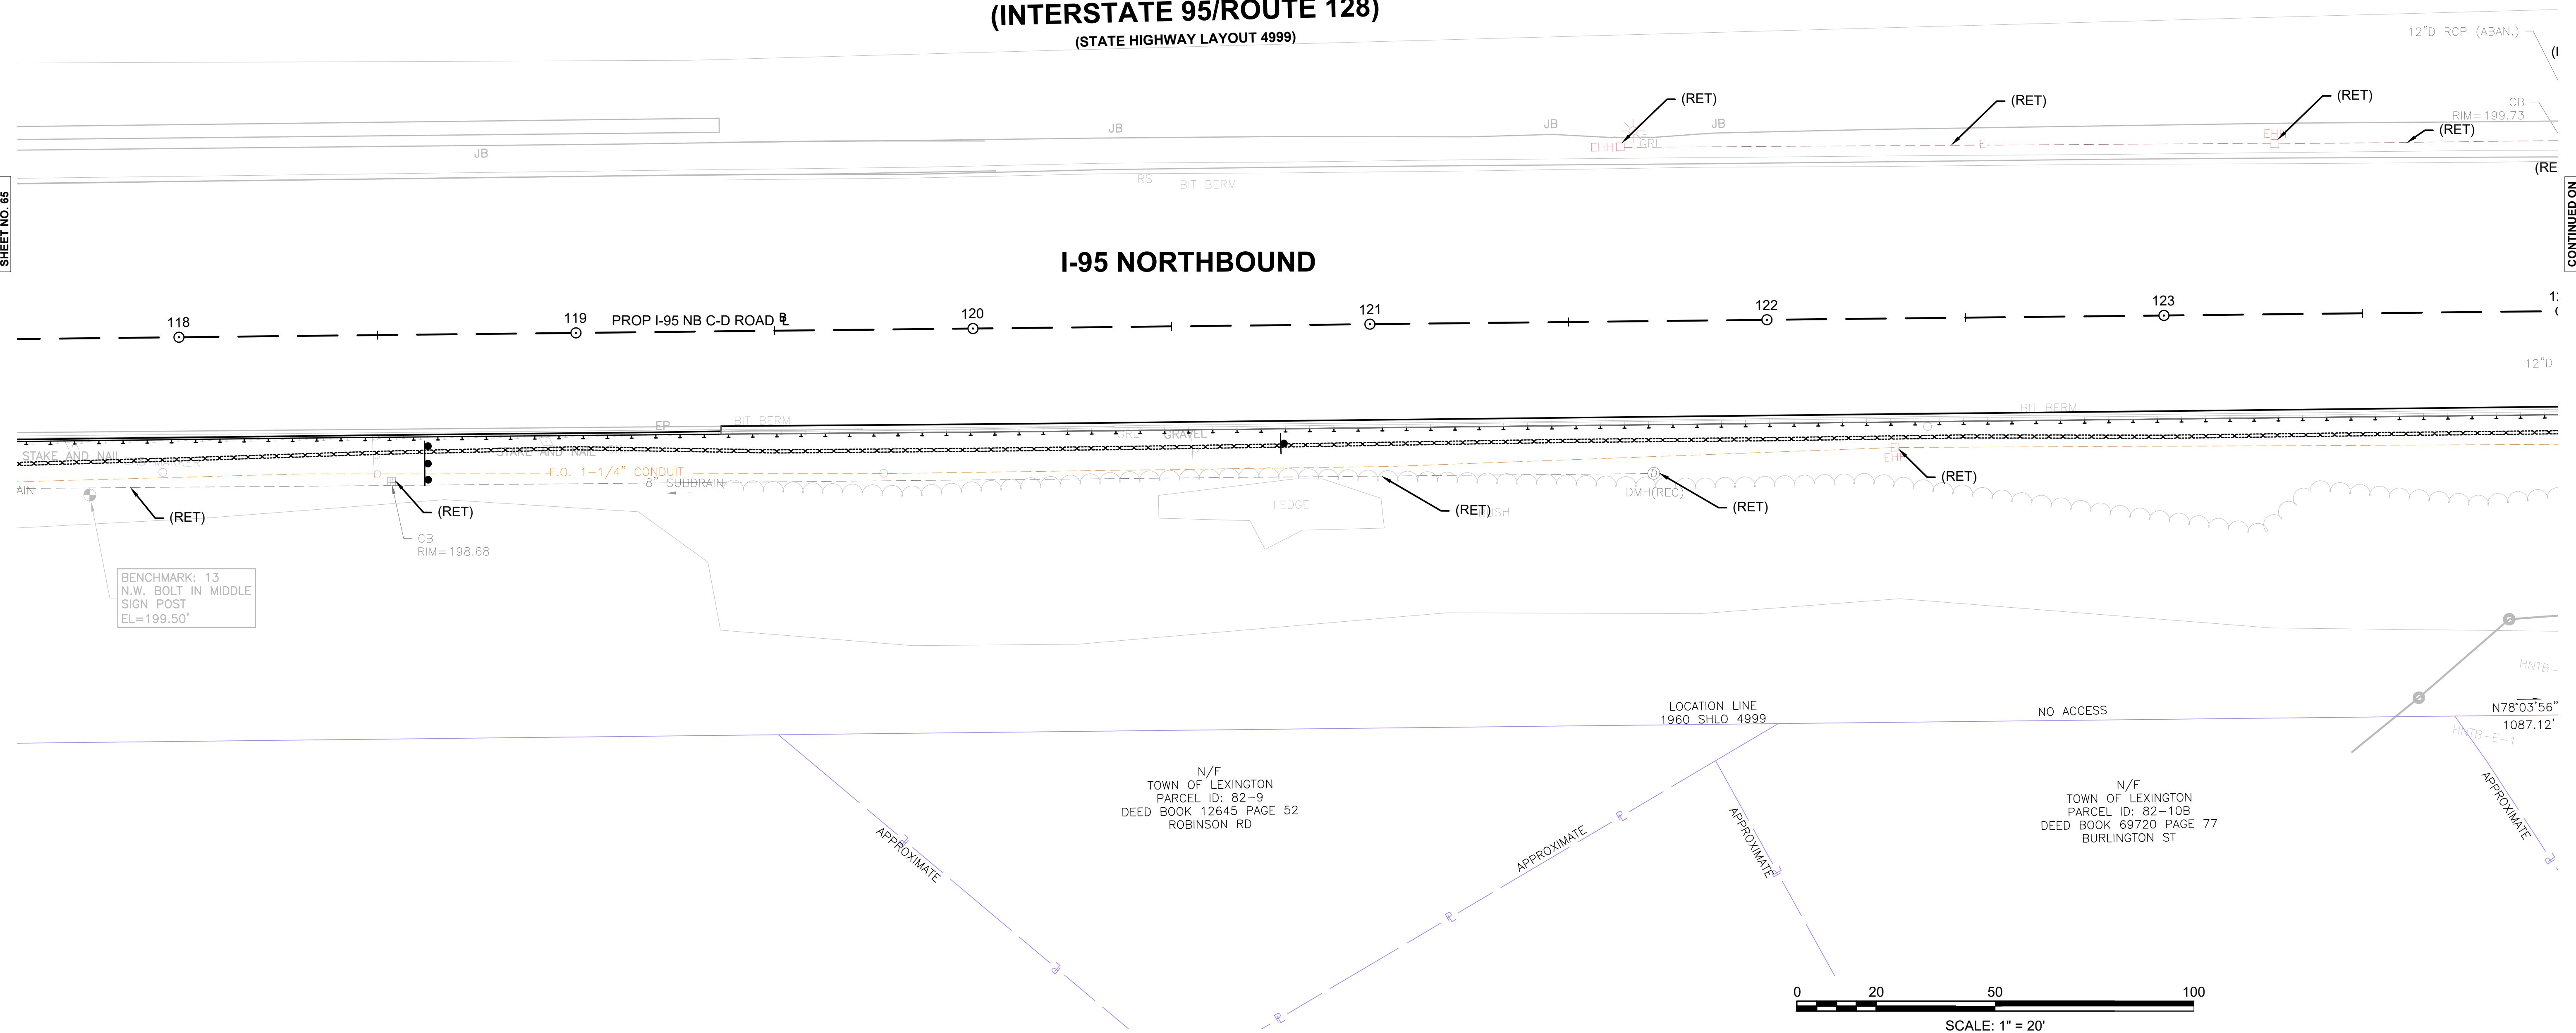 (INTERSTATE 95/ROUTE 128)
(STATE HIGHWAY LAYOUT 4999)
12"D RCP (ABAN.)
(RET)
(RET)
(RET)
CB
RIM=199.73
(RET)
JB
JB
JB
JB
EHH
GRL
E
RS
BIT BERM
SHEET NO. 65
CONTINUED ON
I-95 NORTHBOUND
118
119
PROP I-95 NB C-D ROAD
120
121
122
123
12"D
EP
BIT BERM
BIT BERM
GRAVEL
STAKE AND NAIL
STAKE AND NAIL
F.O. 1-1/4" CONDUIT
8" SUBDRAIN
(RET)
(RET)
(RET)
(RET)
(RET)
DMH(REC)
LEDGE
CB
RIM=198.68
BENCHMARK: 13
N.W. BOLT IN MIDDLE
SIGN POST
EL=199.50'
LOCATION LINE
1960 SHLO 4999
NO ACCESS
N78°03'56"
1087.12'
HNTB-E-1
N/F
TOWN OF LEXINGTON
PARCEL ID: 82-9
DEED BOOK 12645 PAGE 52
ROBINSON RD
N/F
TOWN OF LEXINGTON
PARCEL ID: 82-10B
DEED BOOK 69720 PAGE 77
BURLINGTON ST
APPROXIMATE
APPROXIMATE
APPROXIMATE
APPROXIMATE
0 20 50 100
SCALE: 1" = 20'